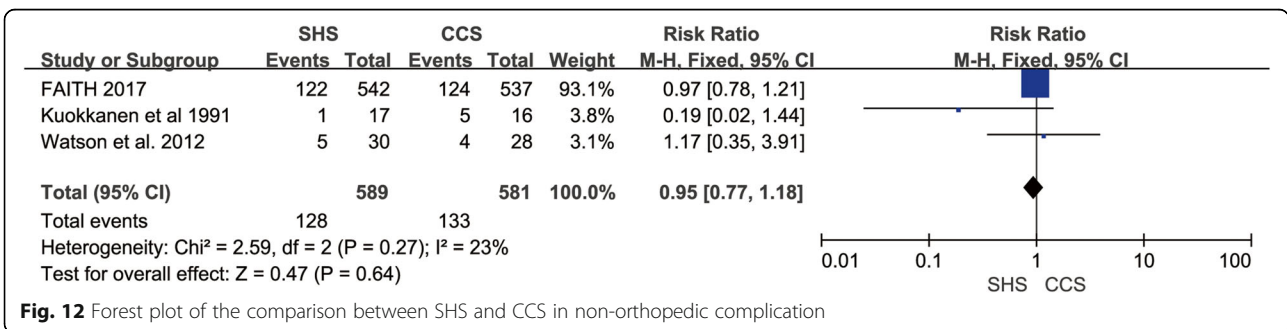 SHS CCS Risk Ratio Risk Ratio
Study or Subgroup Events Total Events Total Weight M-H, Fixed, 95% CI M-H, Fixed, 95% CI
FAITH 2017 122 542 124 537 93.1% 0.97 [0.78, 1.21]
Kuokkanen et al 1991 1 17 5 16 3.8% 0.19 [0.02, 1.44]
Watson et al. 2012 5 30 4 28 3.1% 1.17 [0.35, 3.91]
Total (95% CI) 589 581 100.0% 0.95 [0.77, 1.18]
Total events 128 133
Heterogeneity: Chi² = 2.59, df = 2 (P = 0.27); I² = 23%
Test for overall effect: Z = 0.47 (P = 0.64)
0.01 0.1 1 10 100
SHS CCS
Fig. 12 Forest plot of the comparison between SHS and CCS in non-orthopedic complication